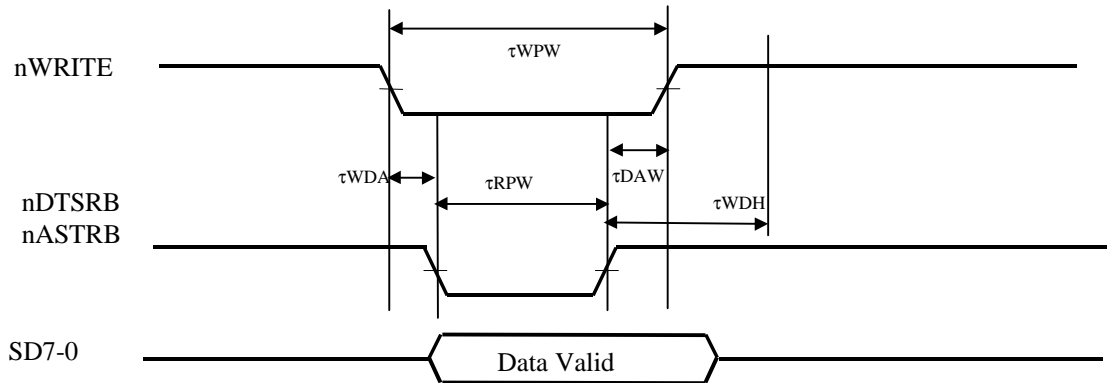 τWPW
nWRITE
τWDA
τRPW
τDAW
τWDH
nDTSRB
nASTRB
SD7-0
Data Valid